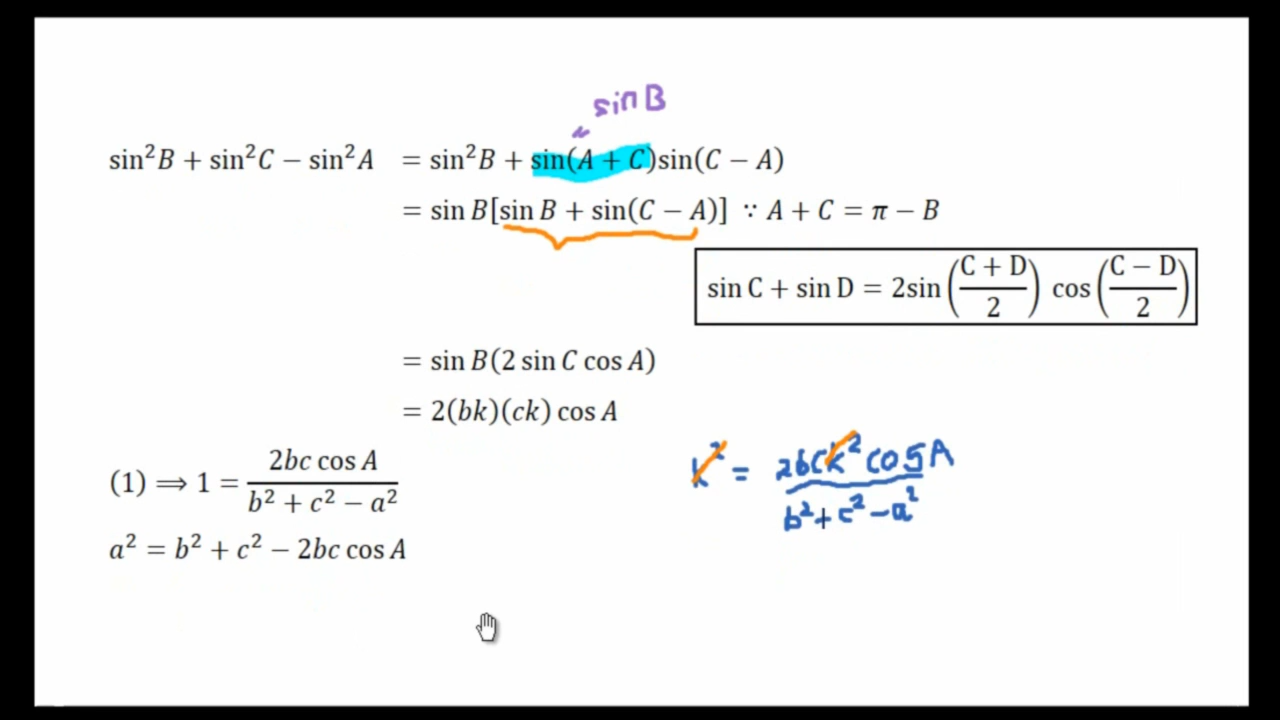 sin B
sin²B + sin²C − sin²A = sin²B + sin(A + C)sin(C − A)
= sin B[sin B + sin(C − A)] ∵ A + C = π − B
sin C + sin D = 2sin ((C + D)/2) cos ((C − D)/2)
= sin B(2 sin C cos A)
= 2(bk)(ck) cos A
(1) ⟹ 1 = (2bc cos A)/(b² + c² − a²)
k² = (2bck² cos A)/(b² + c² − a²)
a² = b² + c² − 2bc cos A